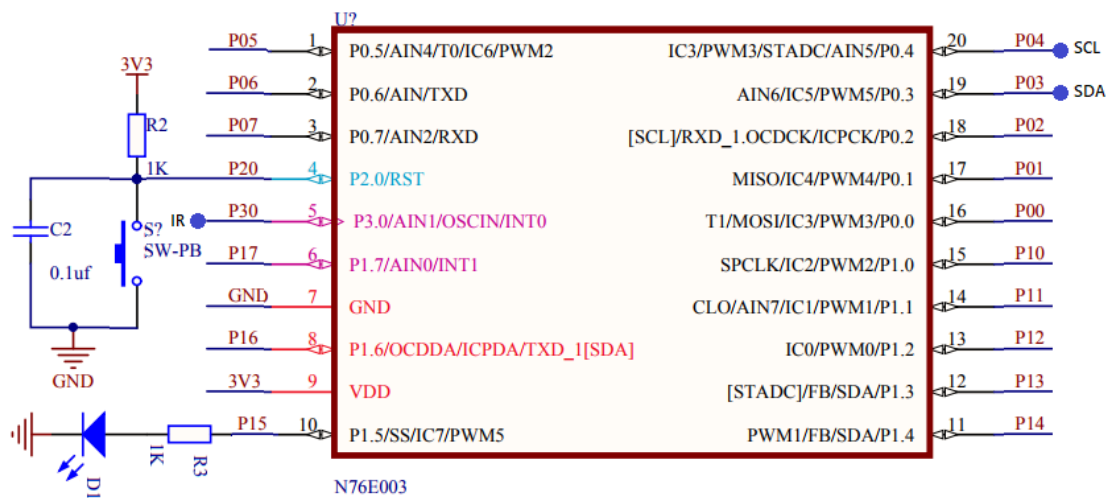 U?
P05 1 P0.5/AIN4/T0/IC6/PWM2 IC3/PWM3/STADC/AIN5/P0.4 20 P04 SCL
3V3
P06 2 P0.6/AIN/TXD AIN6/IC5/PWM5/P0.3 19 P03 SDA
R2
P07 3 P0.7/AIN2/RXD [SCL]/RXD_1.OCDCK/ICPCK/P0.2 18 P02
1K P20 4 P2.0/RST MISO/IC4/PWM4/P0.1 17 P01
IR P30 5 P3.0/AIN1/OSCIN/INT0 T1/MOSI/IC3/PWM3/P0.0 16 P00
C2 S?
SW-PB
P17 6 P1.7/AIN0/INT1 SPCLK/IC2/PWM2/P1.0 15 P10
0.1uf
GND 7 GND CLO/AIN7/IC1/PWM1/P1.1 14 P11
P16 8 P1.6/OCDDA/ICPDA/TXD_1[SDA] IC0/PWM0/P1.2 13 P12
GND
3V3 9 VDD [STADC]/FB/SDA/P1.3 12 P13
P15 10 P1.5/SS/IC7/PWM5 PWM1/FB/SDA/P1.4 11 P14
1K R3
D1
N76E003